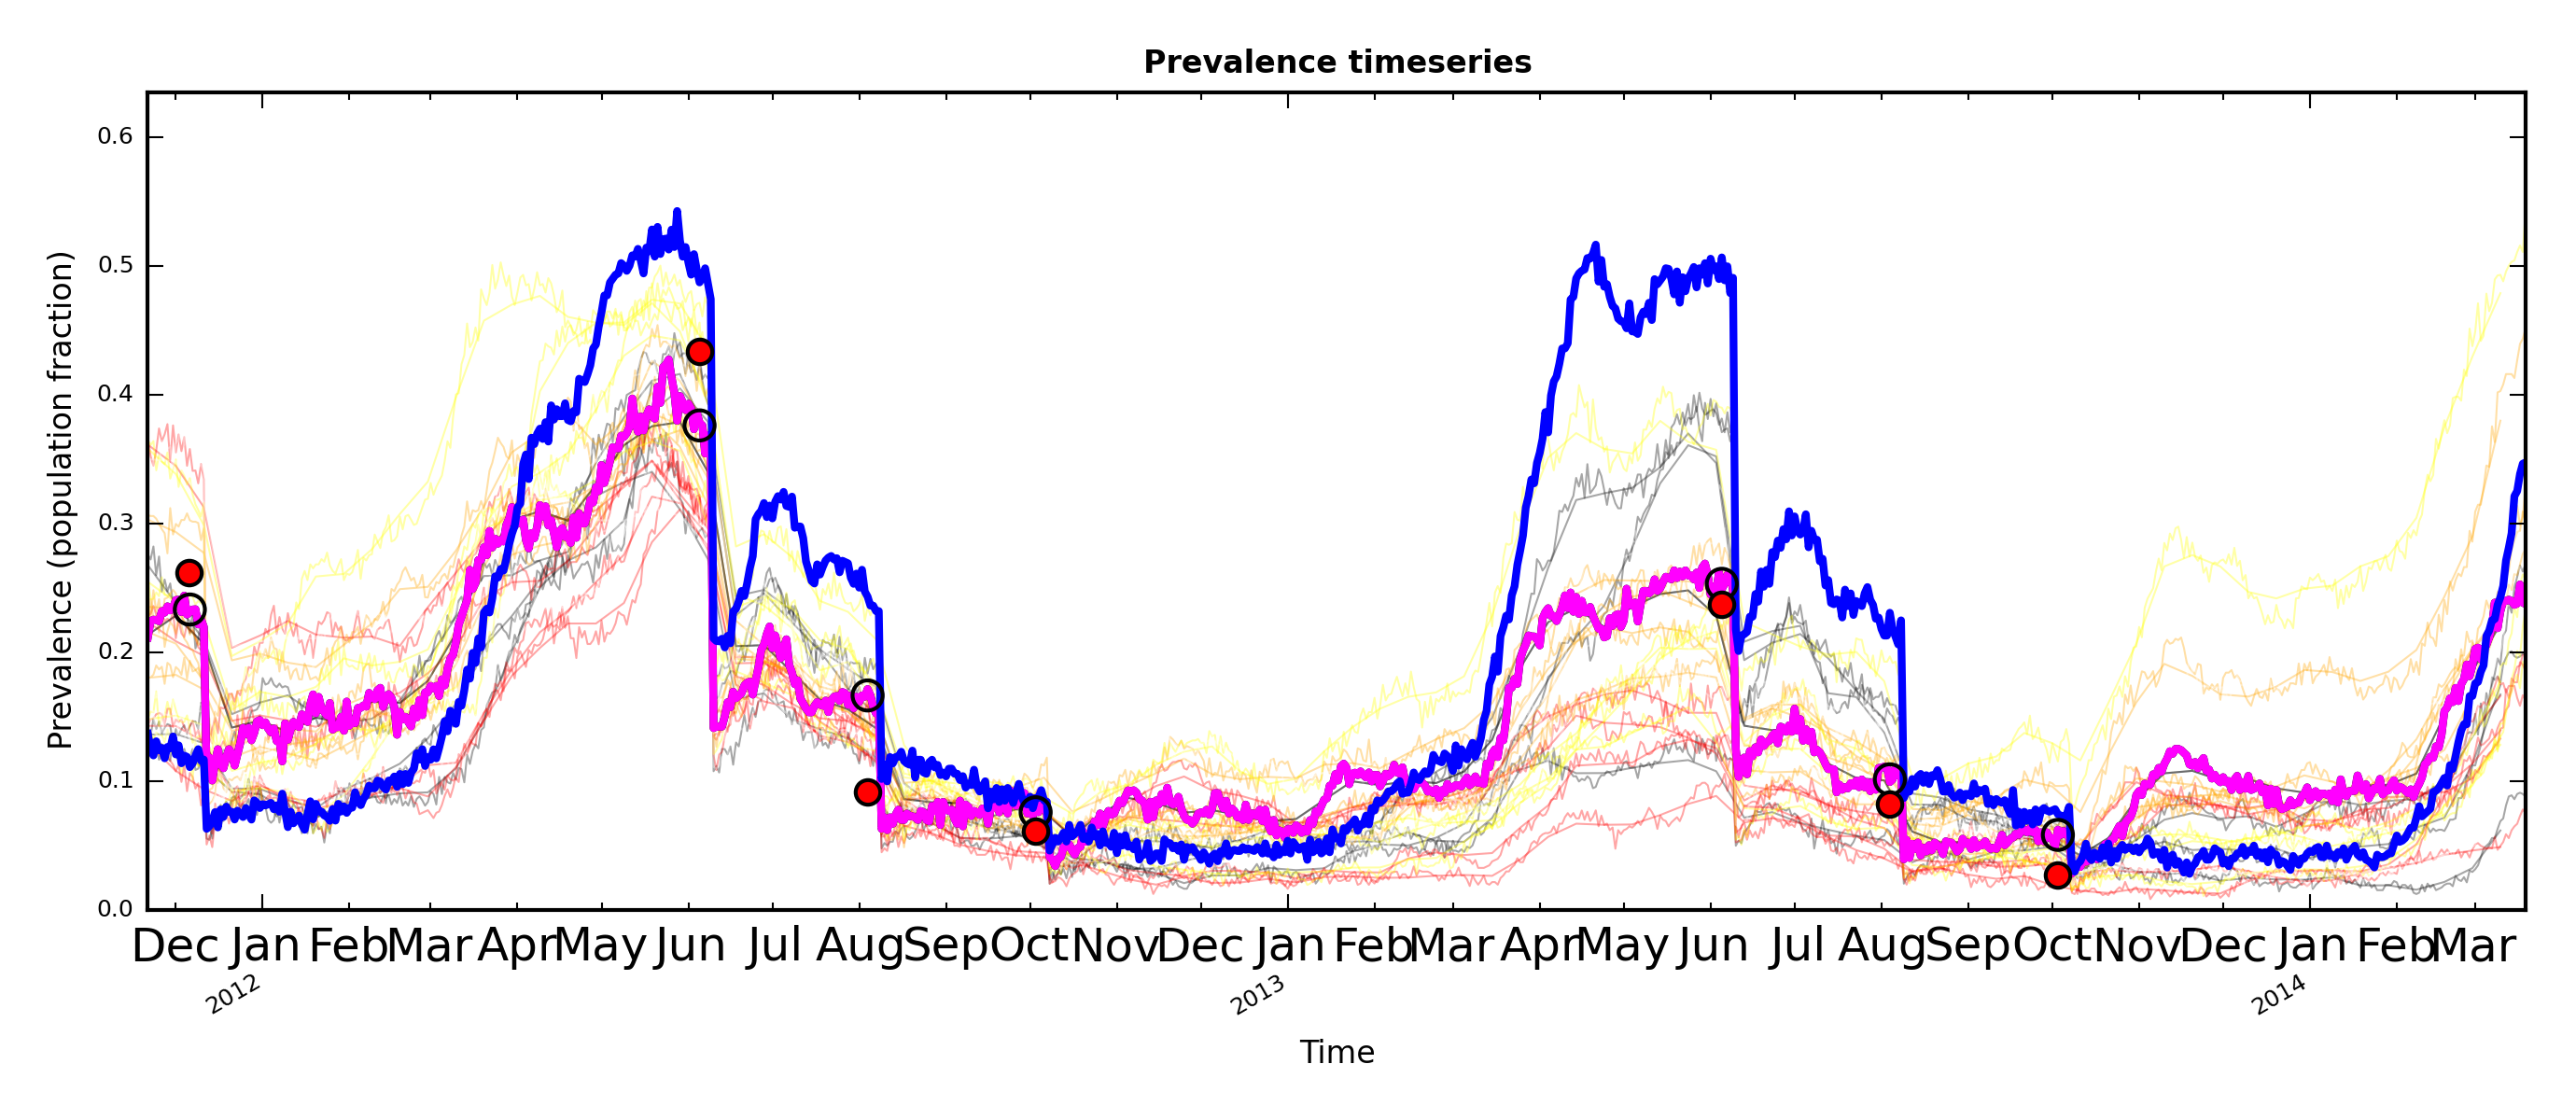 Prevalence timeseries
0.6
0.5
0.4
0.3
0.2
0.1
0.0
Prevalence (population fraction)
Dec Jan Feb Mar Apr May Jun Jul Aug Sep Oct Nov Dec Jan Feb Mar Apr May Jun Jul Aug Sep Oct Nov Dec Jan Feb Mar
2012 2013 2014
Time